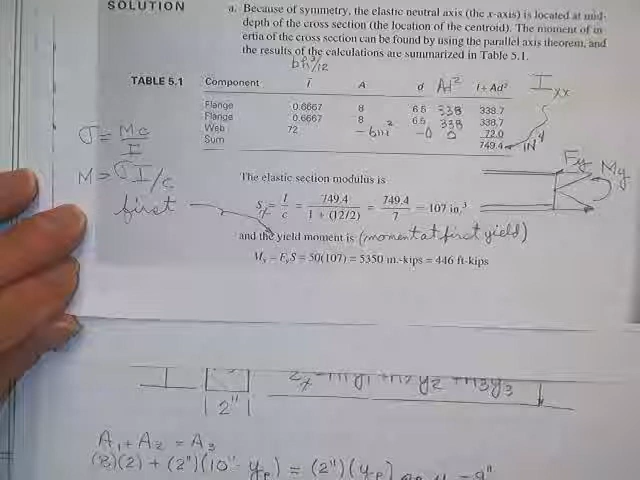 SOLUTION
a. Because of symmetry, the elastic neutral axis (the x-axis) is located at mid-
depth of the cross section (the location of the centroid). The moment of in-
ertia of the cross section can be found by using the parallel axis theorem, and
the results of the calculations are summarized in Table 5.1.
bh³/12
TABLE 5.1 Component I A d Ad² I + Ad² Ixx
Flange 0.6667 8 6.5 338 338.7
Flange 0.6667 8 6.5 338 338.7
Web 72 0 72.0
Sum 749.4 IN⁴
σ = Mc/I
M = σI/c
first
Fy My
The elastic section modulus is
Sx = I/c = 749.4/(1 + (12/2)) = 749.4/7 = 107 in.³
and the yield moment is (moment at first yield)
My = FyS = 50(107) = 5350 in.-kips = 446 ft-kips
y1 y2 y3
2"
A1 + A2 = A3
(8)(2) + (2")(10" - yp) = (2")(yp)